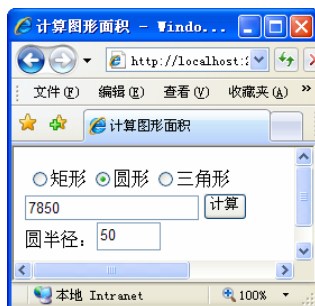 计算图形面积 - Windo...
http://localhost:
文件(F) 编辑(E) 查看(V) 收藏夹(A) »
计算图形面积
矩形 圆形 三角形
7850 计算
圆半径: 50
本地 Intranet 100%